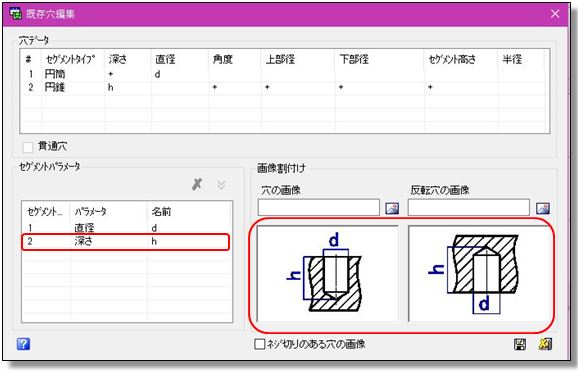 既存穴編集
穴データ
# セグメントタイプ 深さ 直径 角度 上部径 下部径 セグメント高さ 半径
1 円筒 + d
2 円錐 h + + + +
貫通穴
セグメントパラメータ
セグメント... パラメータ 名前
1 直径 d
2 深さ h
画像割付け
穴の画像 反転穴の画像
d
h
h
d
ネジ切りのある穴の画像